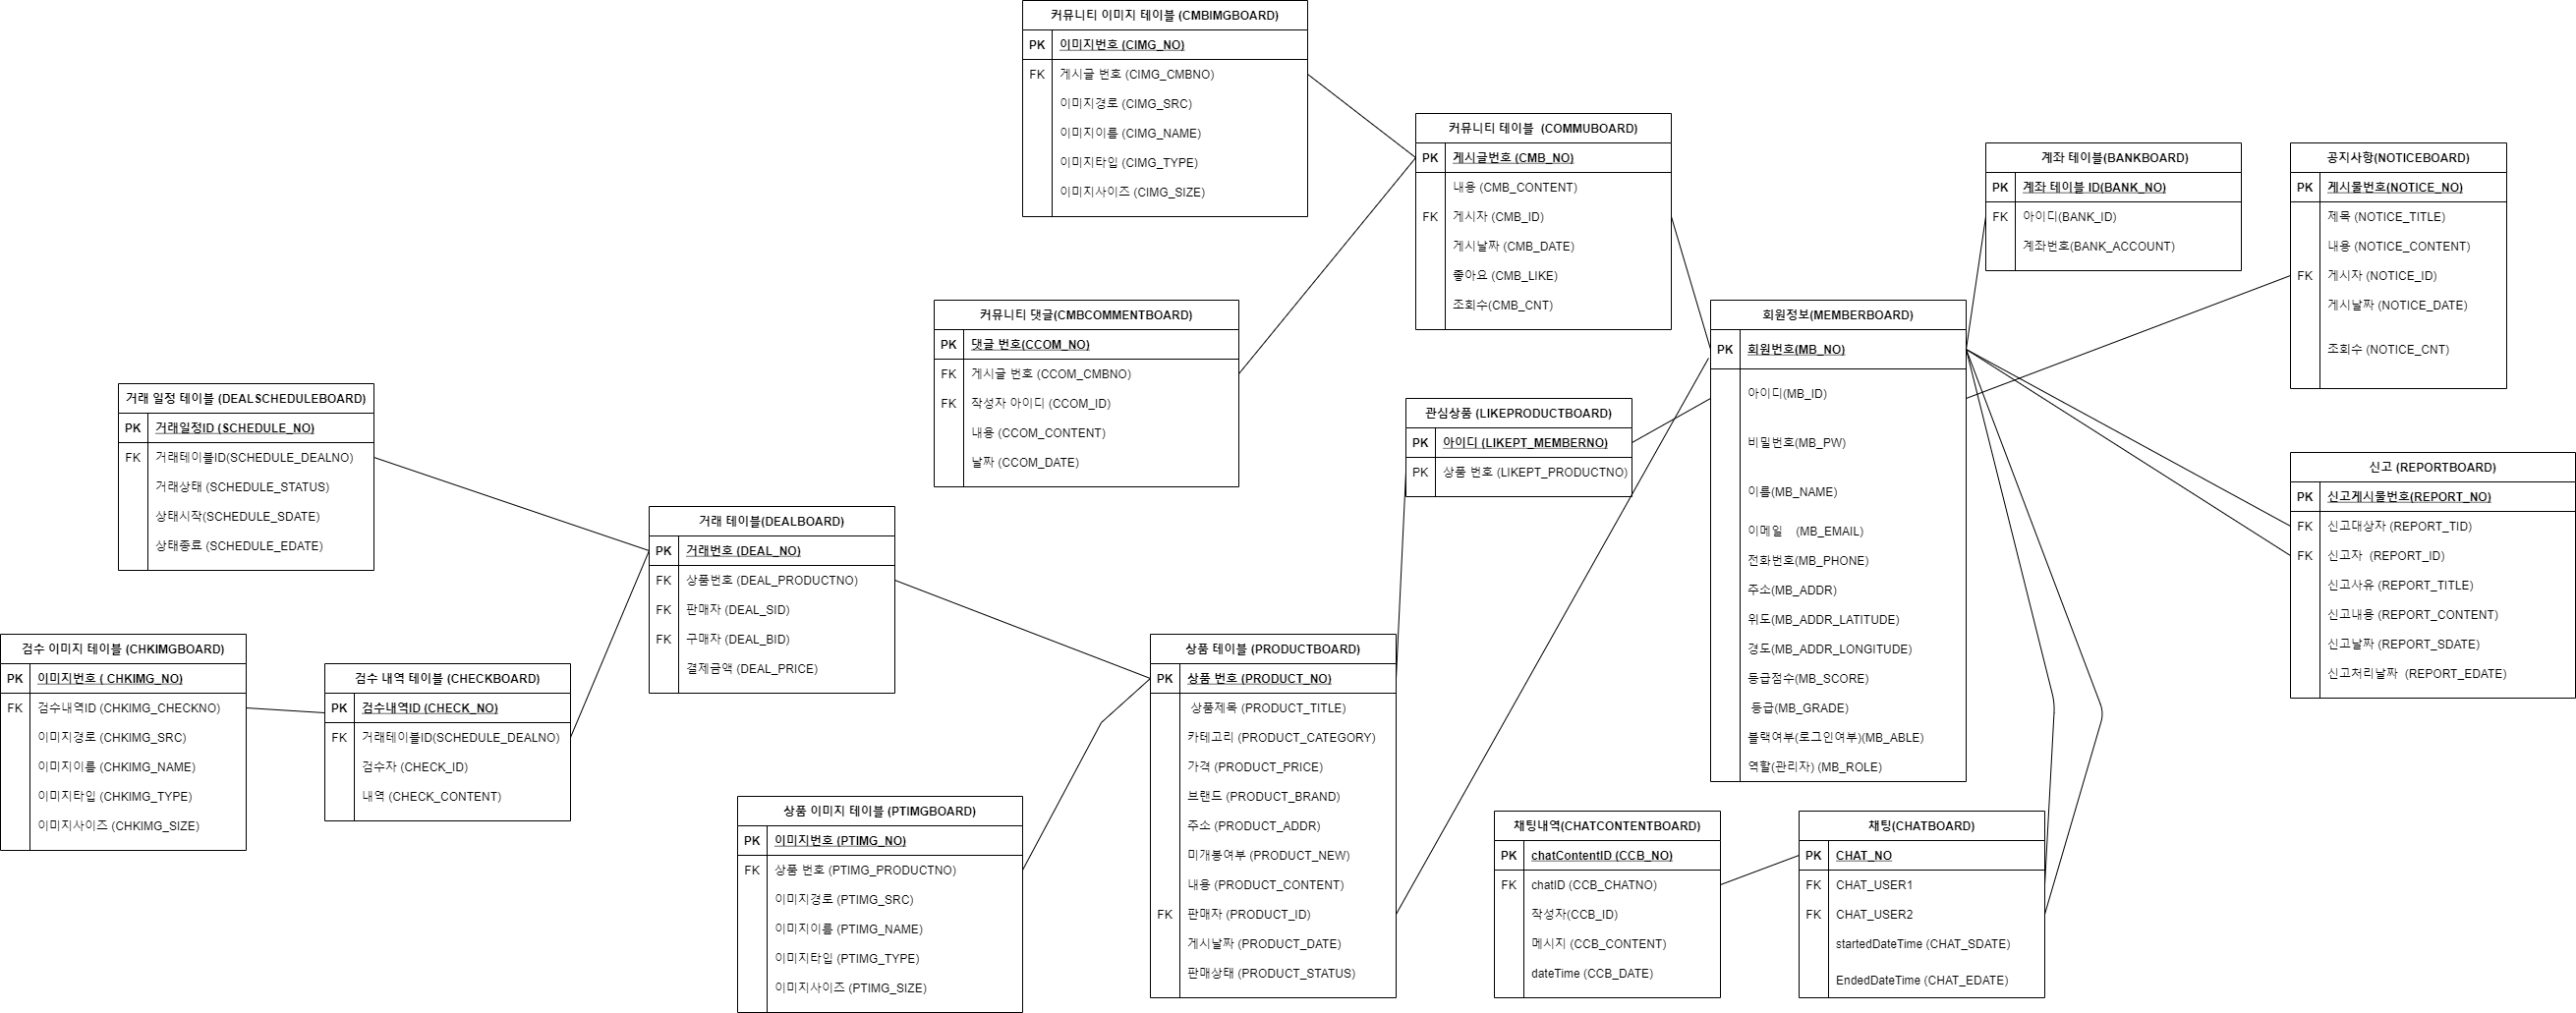 커뮤니티 이미지 테이블 (CMBIMGBOARD)
PK 이미지번호 (CIMG_NO)
FK 게시글 번호 (CIMG_CMBNO)
이미지경로 (CIMG_SRC)
이미지이름 (CIMG_NAME)
이미지타입 (CIMG_TYPE)
이미지사이즈 (CIMG_SIZE)
커뮤니티 테이블 (COMMUBOARD)
PK 게시글번호 (CMB_NO)
내용 (CMB_CONTENT)
FK 게시자 (CMB_ID)
게시날짜 (CMB_DATE)
좋아요 (CMB_LIKE)
조회수(CMB_CNT)
계좌 테이블(BANKBOARD)
PK 계좌 테이블 ID(BANK_NO)
FK 아이디(BANK_ID)
계좌번호(BANK_ACCOUNT)
공지사항(NOTICEBOARD)
PK 게시물번호(NOTICE_NO)
제목 (NOTICE_TITLE)
내용 (NOTICE_CONTENT)
FK 게시자 (NOTICE_ID)
게시날짜 (NOTICE_DATE)
조회수 (NOTICE_CNT)
커뮤니티 댓글(CMBCOMMENTBOARD)
PK 댓글 번호(CCOM_NO)
FK 게시글 번호 (CCOM_CMBNO)
FK 작성자 아이디 (CCOM_ID)
내용 (CCOM_CONTENT)
날짜 (CCOM_DATE)
회원정보(MEMBERBOARD)
PK 회원번호(MB_NO)
아이디(MB_ID)
비밀번호(MB_PW)
이름(MB_NAME)
이메일 (MB_EMAIL)
전화번호(MB_PHONE)
주소(MB_ADDR)
위도(MB_ADDR_LATITUDE)
경도(MB_ADDR_LONGITUDE)
등급점수(MB_SCORE)
등급(MB_GRADE)
블랙여부(로그인여부)(MB_ABLE)
역할(관리자) (MB_ROLE)
거래 일정 테이블 (DEALSCHEDULEBOARD)
PK 거래일정ID (SCHEDULE_NO)
FK 거래테이블ID(SCHEDULE_DEALNO)
거래상태 (SCHEDULE_STATUS)
상태시작(SCHEDULE_SDATE)
상태종료 (SCHEDULE_EDATE)
관심상품 (LIKEPRODUCTBOARD)
PK 아이디 (LIKEPT_MEMBERNO)
PK 상품 번호 (LIKEPT_PRODUCTNO)
신고 (REPORTBOARD)
PK 신고게시물번호(REPORT_NO)
FK 신고대상자 (REPORT_TID)
FK 신고자 (REPORT_ID)
신고사유 (REPORT_TITLE)
신고내용 (REPORT_CONTENT)
신고날짜 (REPORT_SDATE)
신고처리날짜 (REPORT_EDATE)
거래 테이블(DEALBOARD)
PK 거래번호 (DEAL_NO)
FK 상품번호 (DEAL_PRODUCTNO)
FK 판매자 (DEAL_SID)
FK 구매자 (DEAL_BID)
결제금액 (DEAL_PRICE)
검수 이미지 테이블 (CHKIMGBOARD)
PK 이미지번호 ( CHKIMG_NO)
FK 검수내역ID (CHKIMG_CHECKNO)
이미지경로 (CHKIMG_SRC)
이미지이름 (CHKIMG_NAME)
이미지타입 (CHKIMG_TYPE)
이미지사이즈 (CHKIMG_SIZE)
검수 내역 테이블 (CHECKBOARD)
PK 검수내역ID (CHECK_NO)
FK 거래테이블ID(SCHEDULE_DEALNO)
검수자 (CHECK_ID)
내역 (CHECK_CONTENT)
상품 테이블 (PRODUCTBOARD)
PK 상품 번호 (PRODUCT_NO)
상품제목 (PRODUCT_TITLE)
카테고리 (PRODUCT_CATEGORY)
가격 (PRODUCT_PRICE)
브랜드 (PRODUCT_BRAND)
주소 (PRODUCT_ADDR)
미개봉여부 (PRODUCT_NEW)
내용 (PRODUCT_CONTENT)
FK 판매자 (PRODUCT_ID)
게시날짜 (PRODUCT_DATE)
판매상태 (PRODUCT_STATUS)
상품 이미지 테이블 (PTIMGBOARD)
PK 이미지번호 (PTIMG_NO)
FK 상품 번호 (PTIMG_PRODUCTNO)
이미지경로 (PTIMG_SRC)
이미지이름 (PTIMG_NAME)
이미지타입 (PTIMG_TYPE)
이미지사이즈 (PTIMG_SIZE)
채팅내역(CHATCONTENTBOARD)
PK chatContentID (CCB_NO)
FK chatID (CCB_CHATNO)
작성자(CCB_ID)
메시지 (CCB_CONTENT)
dateTime (CCB_DATE)
채팅(CHATBOARD)
PK CHAT_NO
FK CHAT_USER1
FK CHAT_USER2
startedDateTime (CHAT_SDATE)
EndedDateTime (CHAT_EDATE)